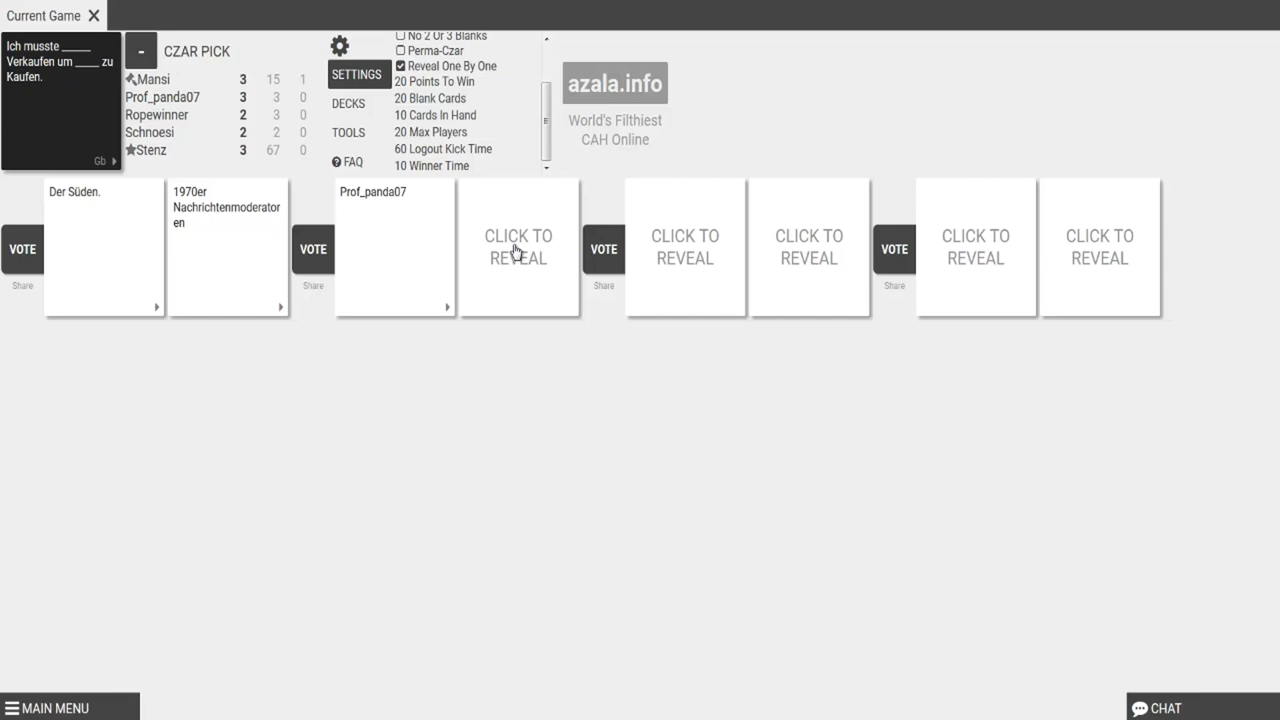 Current Game
Ich musste _____
Verkaufen um ____ zu
Kaufen.
Gb
-
CZAR PICK
Mansi 3 15 1
Prof_panda07 3 3 0
Ropewinner 2 3 0
Schnoesi 2 2 0
Stenz 3 67 0
SETTINGS
DECKS
TOOLS
FAQ
No 2 Or 3 Blanks
Perma-Czar
Reveal One By One
20 Points To Win
20 Blank Cards
10 Cards In Hand
20 Max Players
60 Logout Kick Time
10 Winner Time
azala.info
World's Filthiest
CAH Online
VOTE
Share
Der Süden.
1970er
Nachrichtenmoderator
en
VOTE
Share
Prof_panda07
CLICK TO
REVEAL
VOTE
Share
CLICK TO
REVEAL
CLICK TO
REVEAL
VOTE
Share
CLICK TO
REVEAL
CLICK TO
REVEAL
MAIN MENU
CHAT